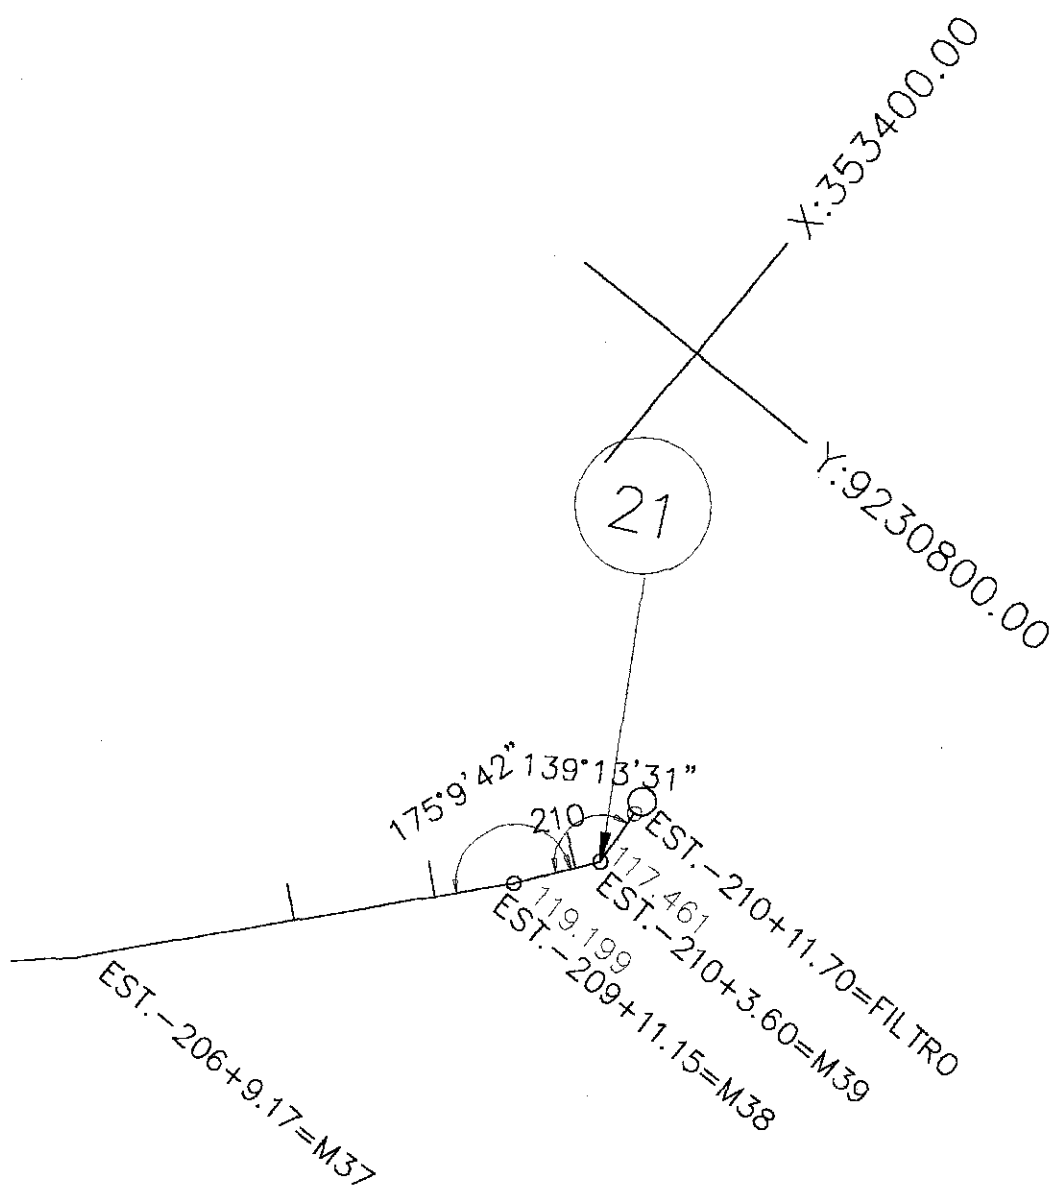 X:353400.00
Y:9230800.00
21
175°9'42"
139°13'31"
210
EST.-210+11.70=FILTRO
117.461
EST.-210+3.60=M39
119.199
EST.-209+11.15=M38
EST.-206+9.17=M37